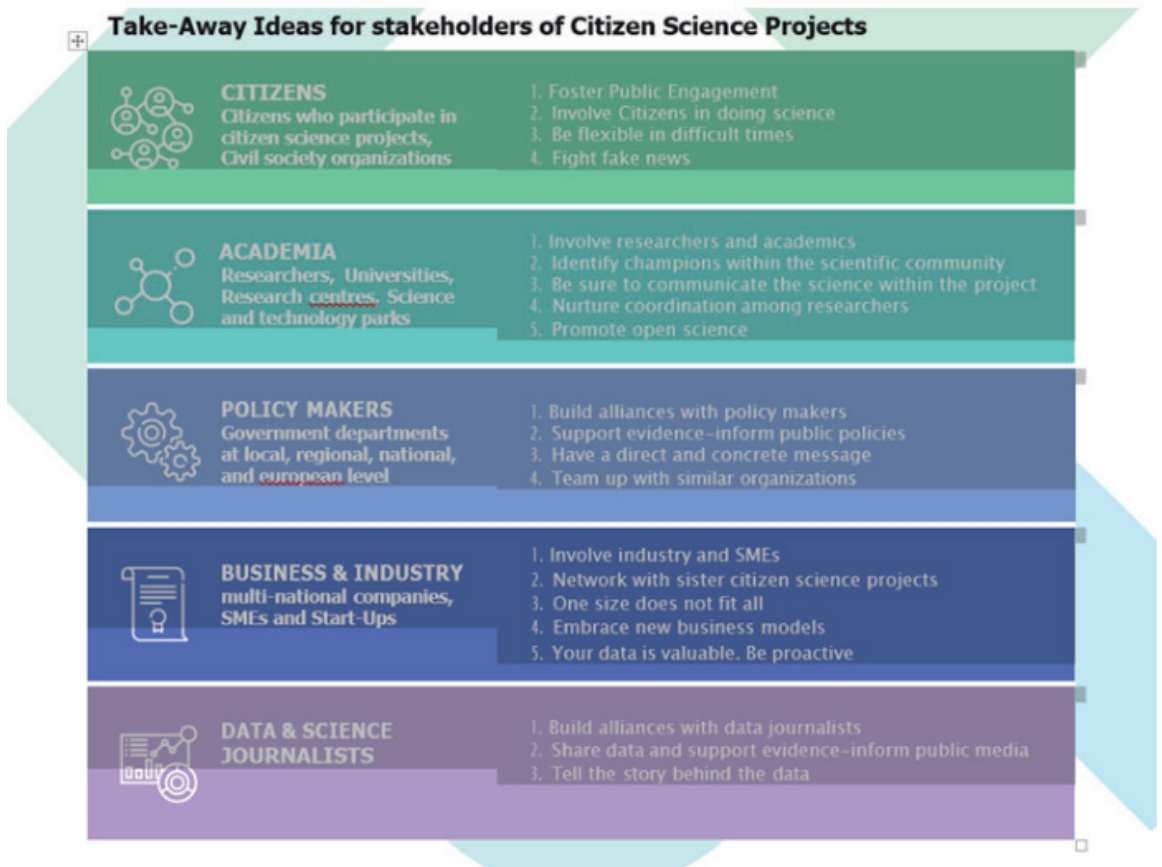 Take-Away Ideas for stakeholders of Citizen Science Projects
CITIZENS
Citizens who participate in
citizen science projects,
Civil society organizations
1. Foster Public Engagement
2. Involve Citizens in doing science
3. Be flexible in difficult times
4. Fight fake news
ACADEMIA
Researchers, Universities,
Research centres, Science
and technology parks
1. Involve researchers and academics
2. Identify champions within the scientific community
3. Be sure to communicate the science within the project
4. Nurture coordination among researchers
5. Promote open science
POLICY MAKERS
Government departments
at local, regional, national,
and european level
1. Build alliances with policy makers
2. Support evidence-inform public policies
3. Have a direct and concrete message
4. Team up with similar organizations
BUSINESS & INDUSTRY
multi-national companies,
SMEs and Start-Ups
1. Involve industry and SMEs
2. Network with sister citizen science projects
3. One size does not fit all
4. Embrace new business models
5. Your data is valuable. Be proactive
DATA & SCIENCE
JOURNALISTS
1. Build alliances with data journalists
2. Share data and support evidence-inform public media
3. Tell the story behind the data